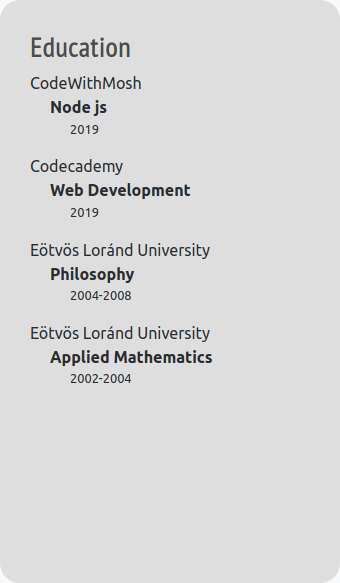 Education
CodeWithMosh
Node js
2019
Codecademy
Web Development
2019
Eötvös Loránd University
Philosophy
2004-2008
Eötvös Loránd University
Applied Mathematics
2002-2004